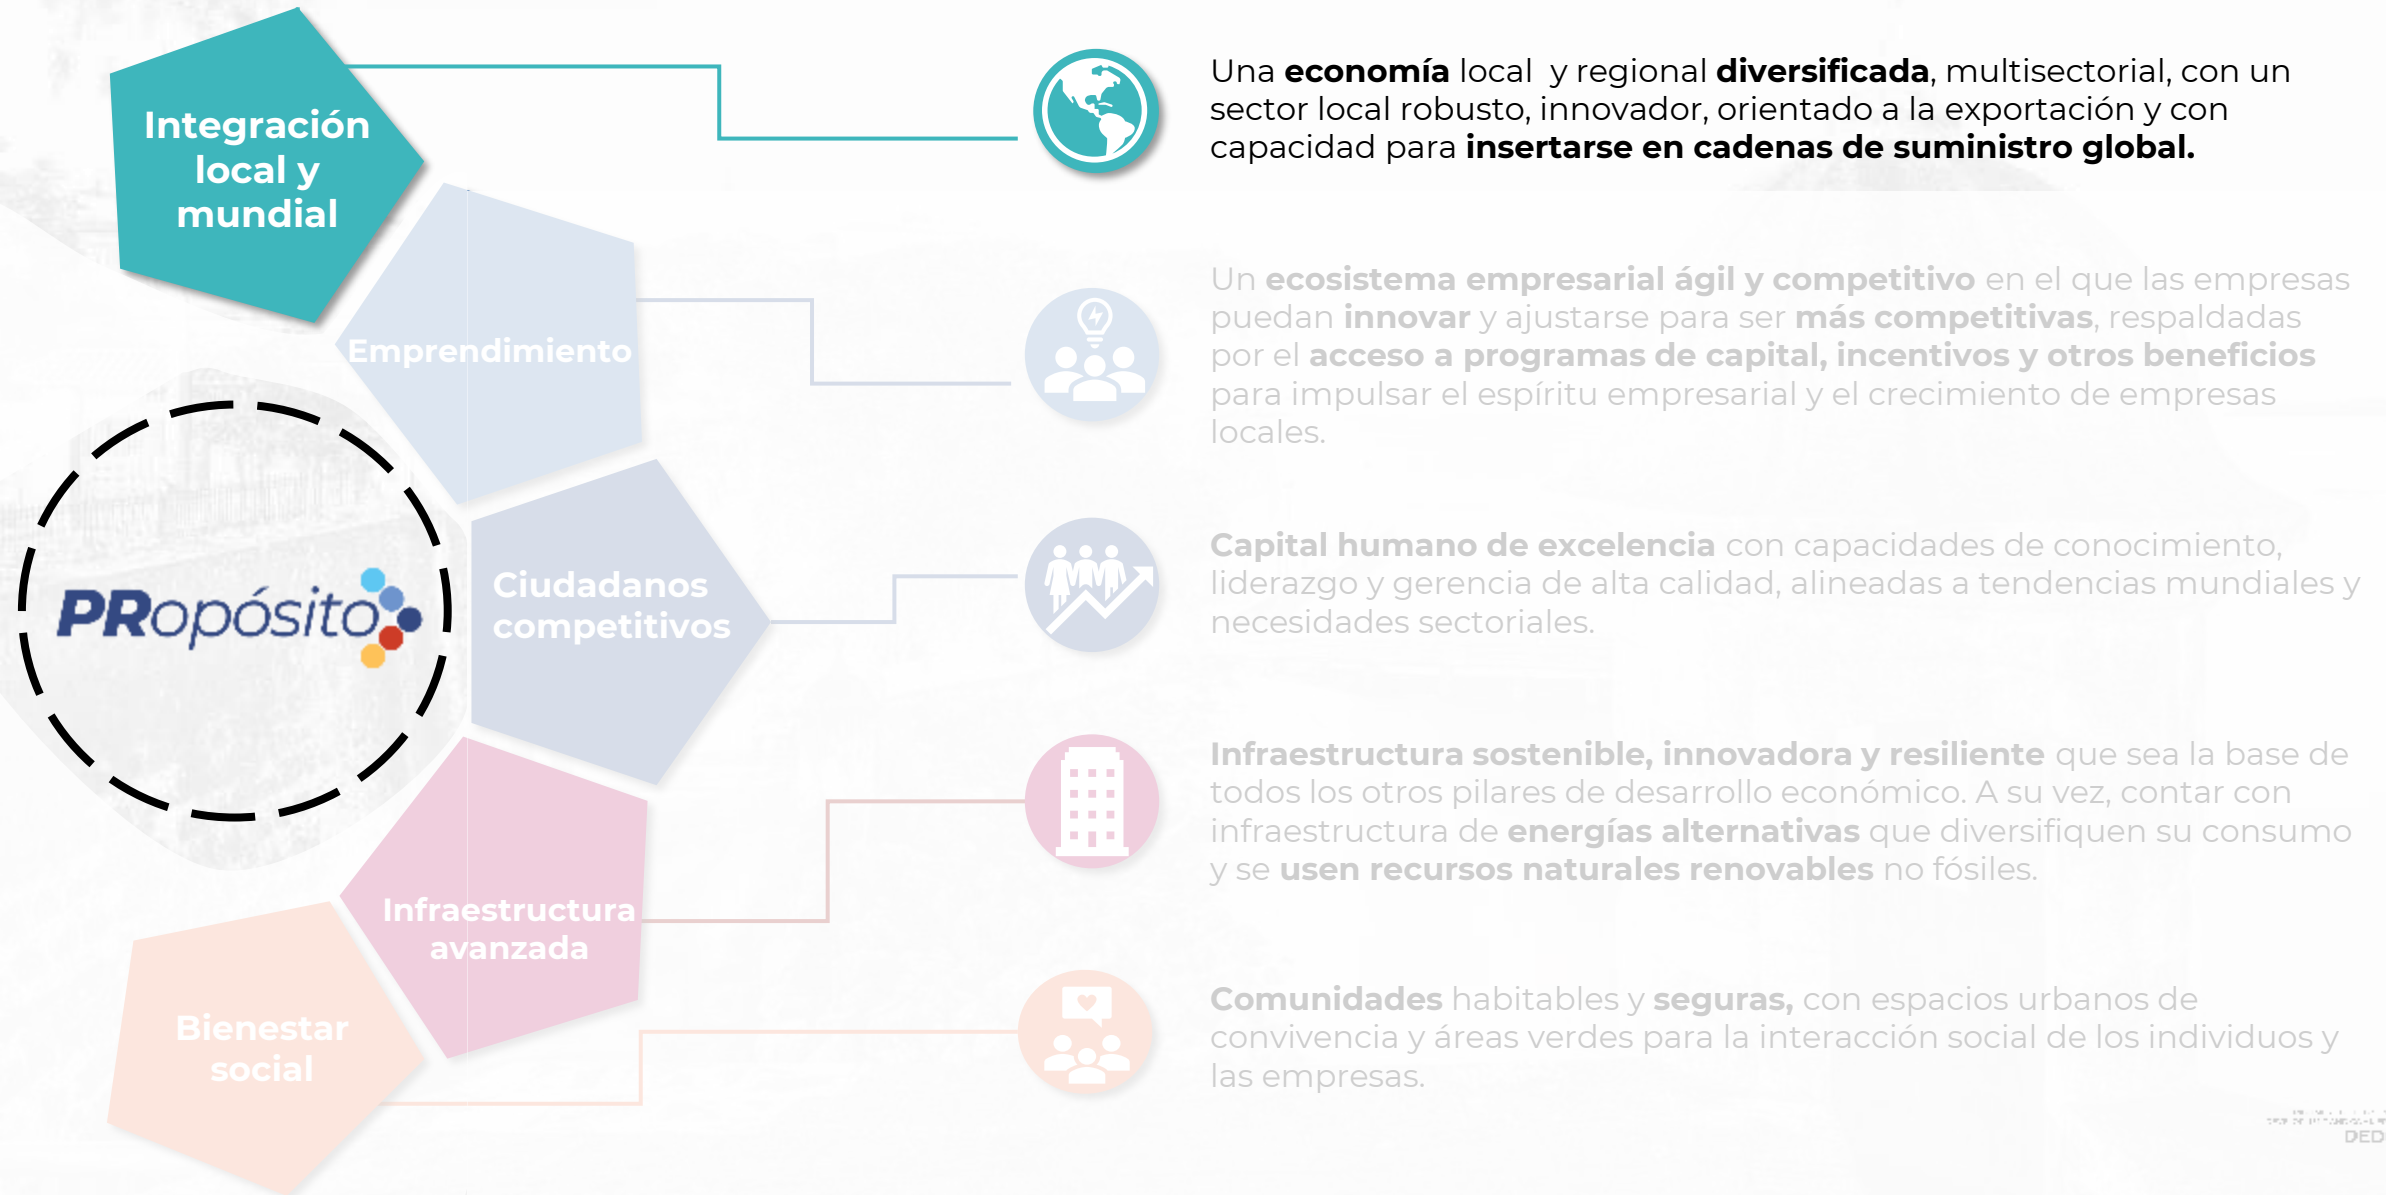 Integración
local y
mundial
Una economía local y regional diversificada, multisectorial, con un
sector local robusto, innovador, orientado a la exportación y con
capacidad para insertarse en cadenas de suministro global.
Emprendimiento
Un ecosistema empresarial ágil y competitivo en el que las empresas
puedan innovar y ajustarse para ser más competitivas, respaldadas
por el acceso a programas de capital, incentivos y otros beneficios
para impulsar el espíritu empresarial y el crecimiento de empresas
locales.
PRopósito
Ciudadanos
competitivos
Capital humano de excelencia con capacidades de conocimiento,
liderazgo y gerencia de alta calidad, alineadas a tendencias mundiales y
necesidades sectoriales.
Infraestructura
avanzada
Infraestructura sostenible, innovadora y resiliente que sea la base de
todos los otros pilares de desarrollo económico. A su vez, contar con
infraestructura de energías alternativas que diversifiquen su consumo
y se usen recursos naturales renovables no fósiles.
Bienestar
social
Comunidades habitables y seguras, con espacios urbanos de
convivencia y áreas verdes para la interacción social de los individuos y
las empresas.
DED